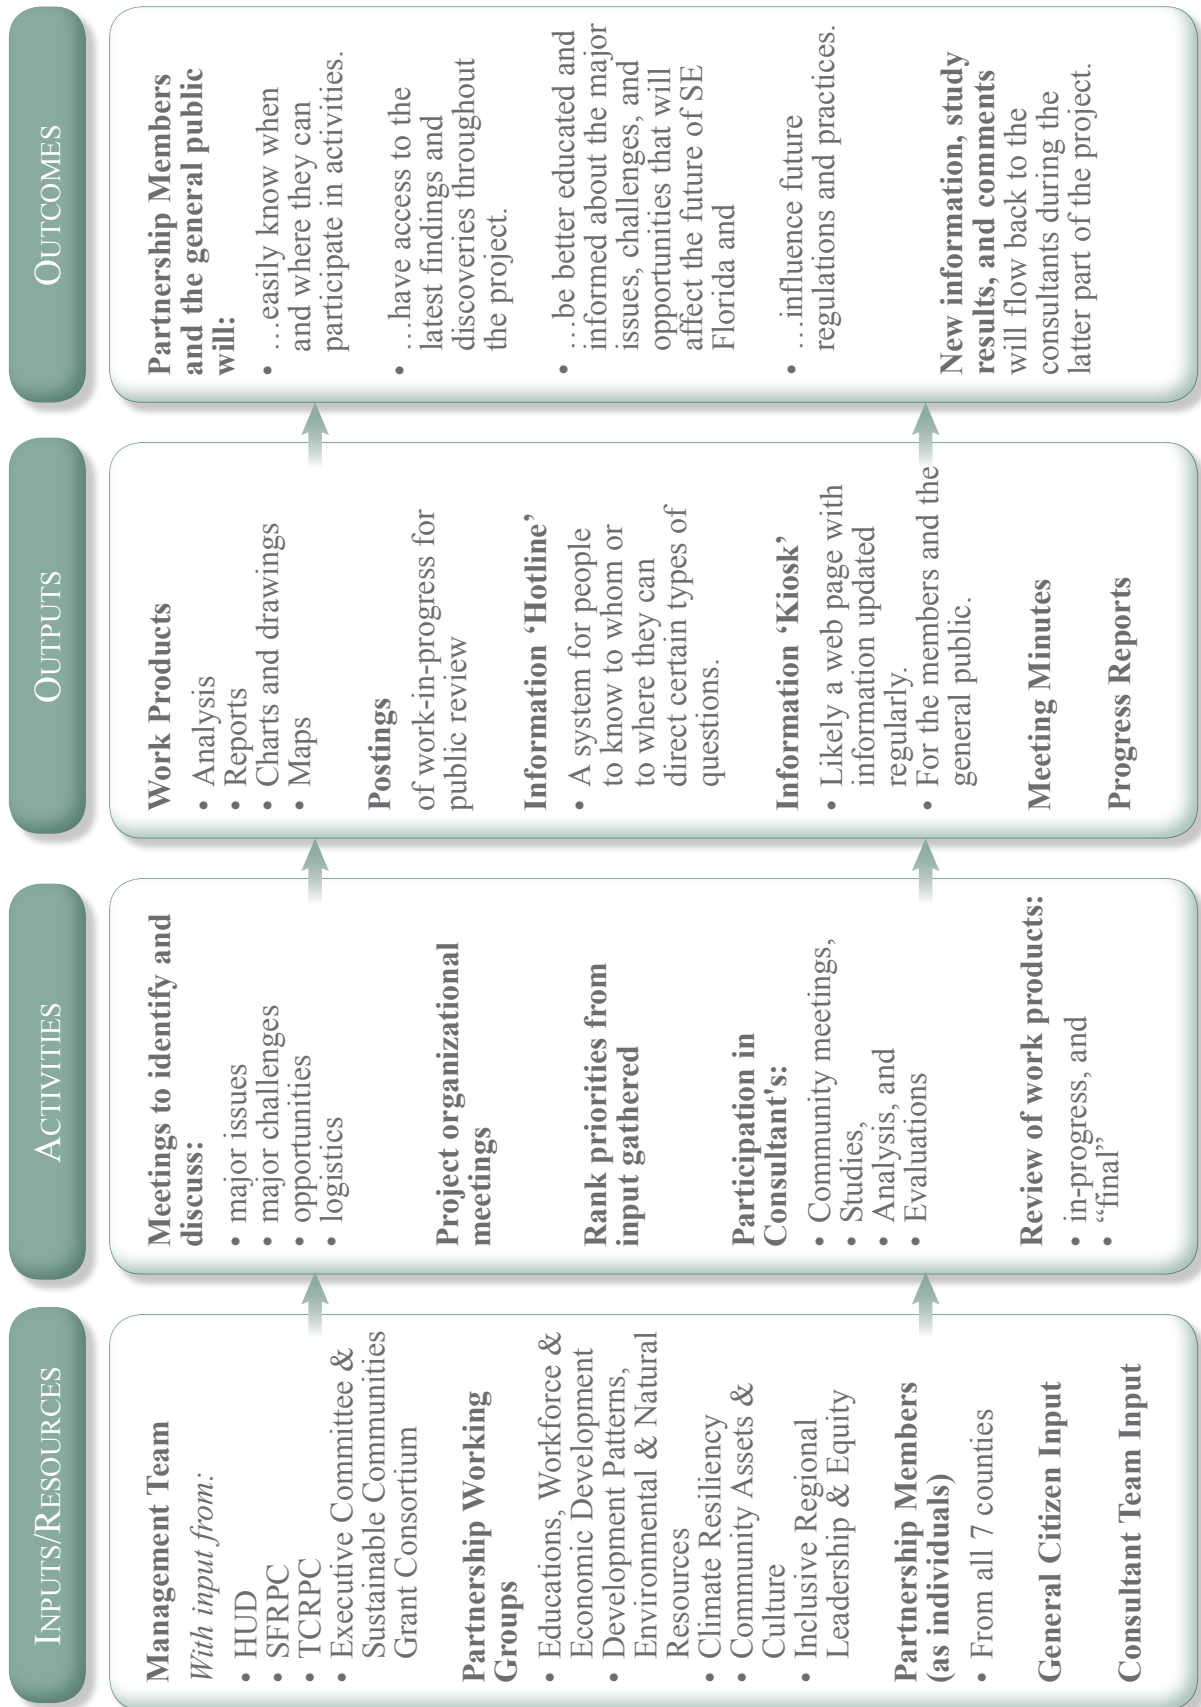 INPUTS/RESOURCES
Management Team
With input from:
• HUD
• SFRPC
• TCRPC
• Executive Committee &
Sustainable Communities
Grant Consortium
Partnership Working
Groups
• Educations, Workforce &
Economic Development
• Development Patterns,
Environmental & Natural
Resources
• Climate Resiliency
• Community Assets &
Culture
• Inclusive Regional
Leadership & Equity
Partnership Members
(as individuals)
• From all 7 counties
General Citizen Input
Consultant Team Input
ACTIVITIES
Meetings to identify and
discuss:
• major issues
• major challenges
• opportunities
• logistics
Project organizational
meetings
Rank priorities from
input gathered
Participation in
Consultant's:
• Community meetings,
• Studies,
• Analysis, and
• Evaluations
Review of work products:
• in-progress, and
• “final”
OUTPUTS
Work Products
• Analysis
• Reports
• Charts and drawings
• Maps
Postings
of work-in-progress for
public review
Information ‘Hotline’
• A system for people
to know to whom or
to where they can
direct certain types of
questions.
Information ‘Kiosk’
• Likely a web page with
information updated
regularly.
• For the members and the
general public.
Meeting Minutes
Progress Reports
OUTCOMES
Partnership Members
and the general public
will:
• …easily know when
and where they can
participate in activities.
• …have access to the
latest findings and
discoveries throughout
the project.
• …be better educated and
informed about the major
issues, challenges, and
opportunities that will
affect the future of SE
Florida and
• …influence future
regulations and practices.
New information, study
results, and comments
will flow back to the
consultants during the
latter part of the project.